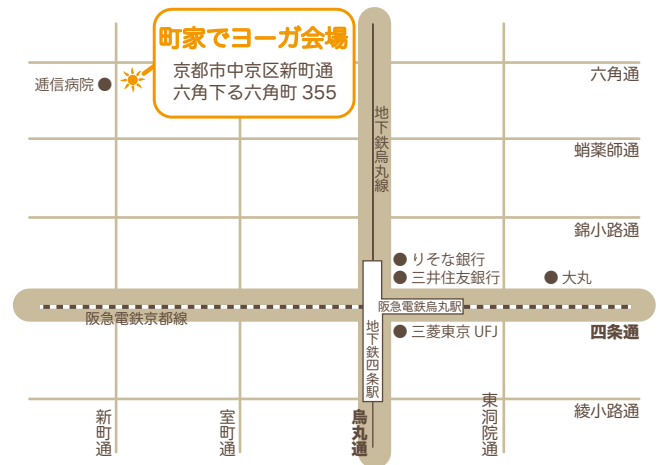 町家でヨーガ会場
京都市中京区新町通
六角下る六角町 355
逓信病院
六角通
地下鉄烏丸線
蛸薬師通
錦小路通
りそな銀行
三井住友銀行
大丸
阪急電鉄烏丸駅
阪急電鉄京都線
地下鉄四条駅
三菱東京 UFJ
四条通
綾小路通
新町通
室町通
烏丸通
東洞院通